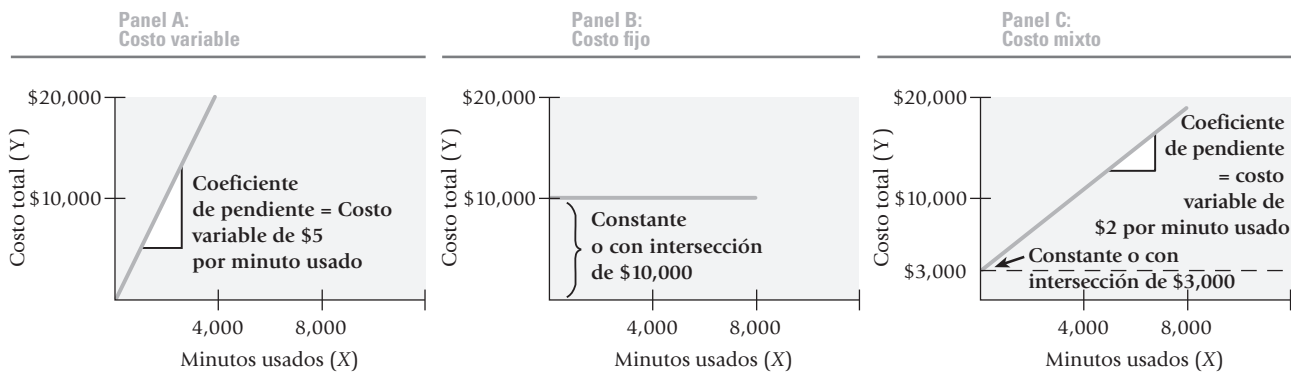 Panel A:
Costo variable
$20,000
$10,000
Costo total (Y)
Coeficiente
de pendiente = Costo
variable de $5
por minuto usado
4,000 8,000
Minutos usados (X)
Panel B:
Costo fijo
$20,000
$10,000
Costo total (Y)
Constante
o con intersección
de $10,000
4,000 8,000
Minutos usados (X)
Panel C:
Costo mixto
$20,000
$10,000
$3,000
Costo total (Y)
Coeficiente
de pendiente
= costo
variable de
$2 por minuto usado
Constante o con
intersección de $3,000
4,000 8,000
Minutos usados (X)